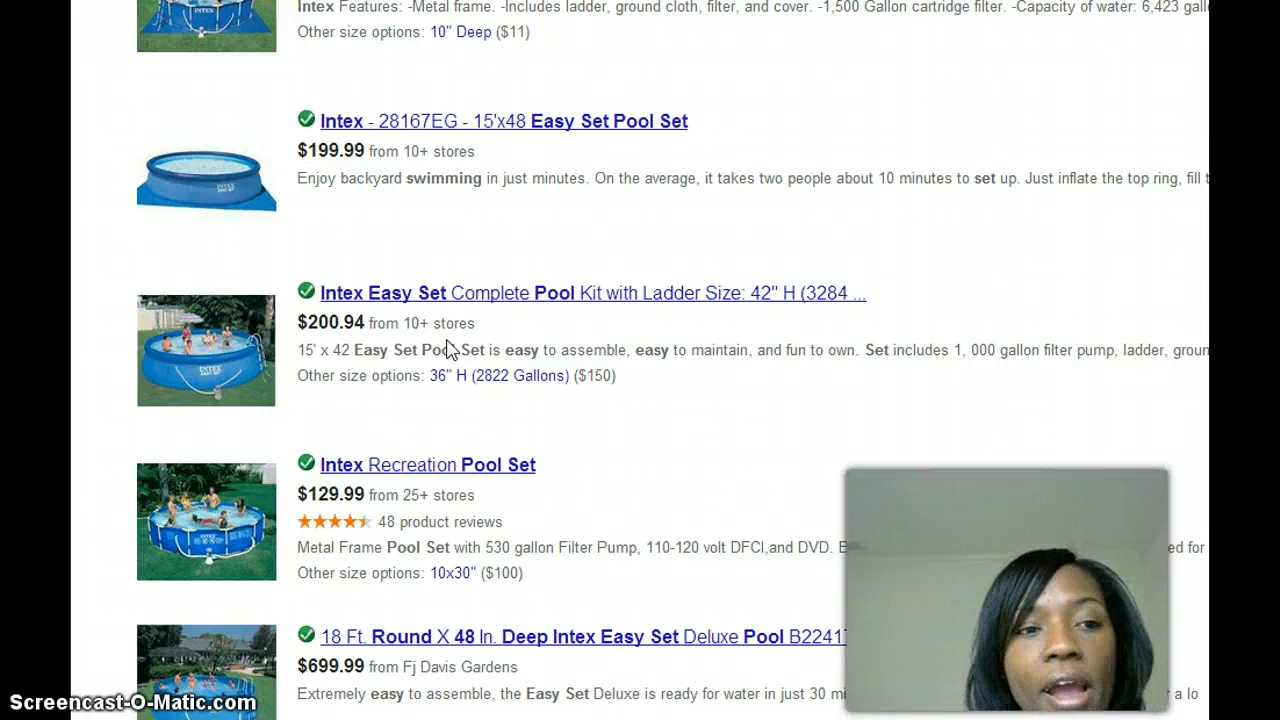 Intex Features: -Metal frame. -Includes ladder, ground cloth, filter, and cover. -1,500 Gallon cartridge filter. -Capacity of water: 6,423 gall
Other size options: 10" Deep ($11)
Intex - 28167EG - 15'x48 Easy Set Pool Set
$199.99 from 10+ stores
Enjoy backyard swimming in just minutes. On the average, it takes two people about 10 minutes to set up. Just inflate the top ring, fill t
INTEX
Intex Easy Set Complete Pool Kit with Ladder Size: 42" H (3284 ...
$200.94 from 10+ stores
15' x 42 Easy Set Pool Set is easy to assemble, easy to maintain, and fun to own. Set includes 1, 000 gallon filter pump, ladder, groun
INTEX
Other size options: 36" H (2822 Gallons) ($150)
Intex Recreation Pool Set
$129.99 from 25+ stores
48 product reviews
Metal Frame Pool Set with 530 gallon Filter Pump, 110-120 volt DFCI,and DVD. E ed for
Other size options: 10x30" ($100)
18 Ft. Round X 48 In. Deep Intex Easy Set Deluxe Pool B22417
$699.99 from Fj Davis Gardens
Extremely easy to assemble, the Easy Set Deluxe is ready for water in just 30 mi a lo
Screencast-O-Matic.com